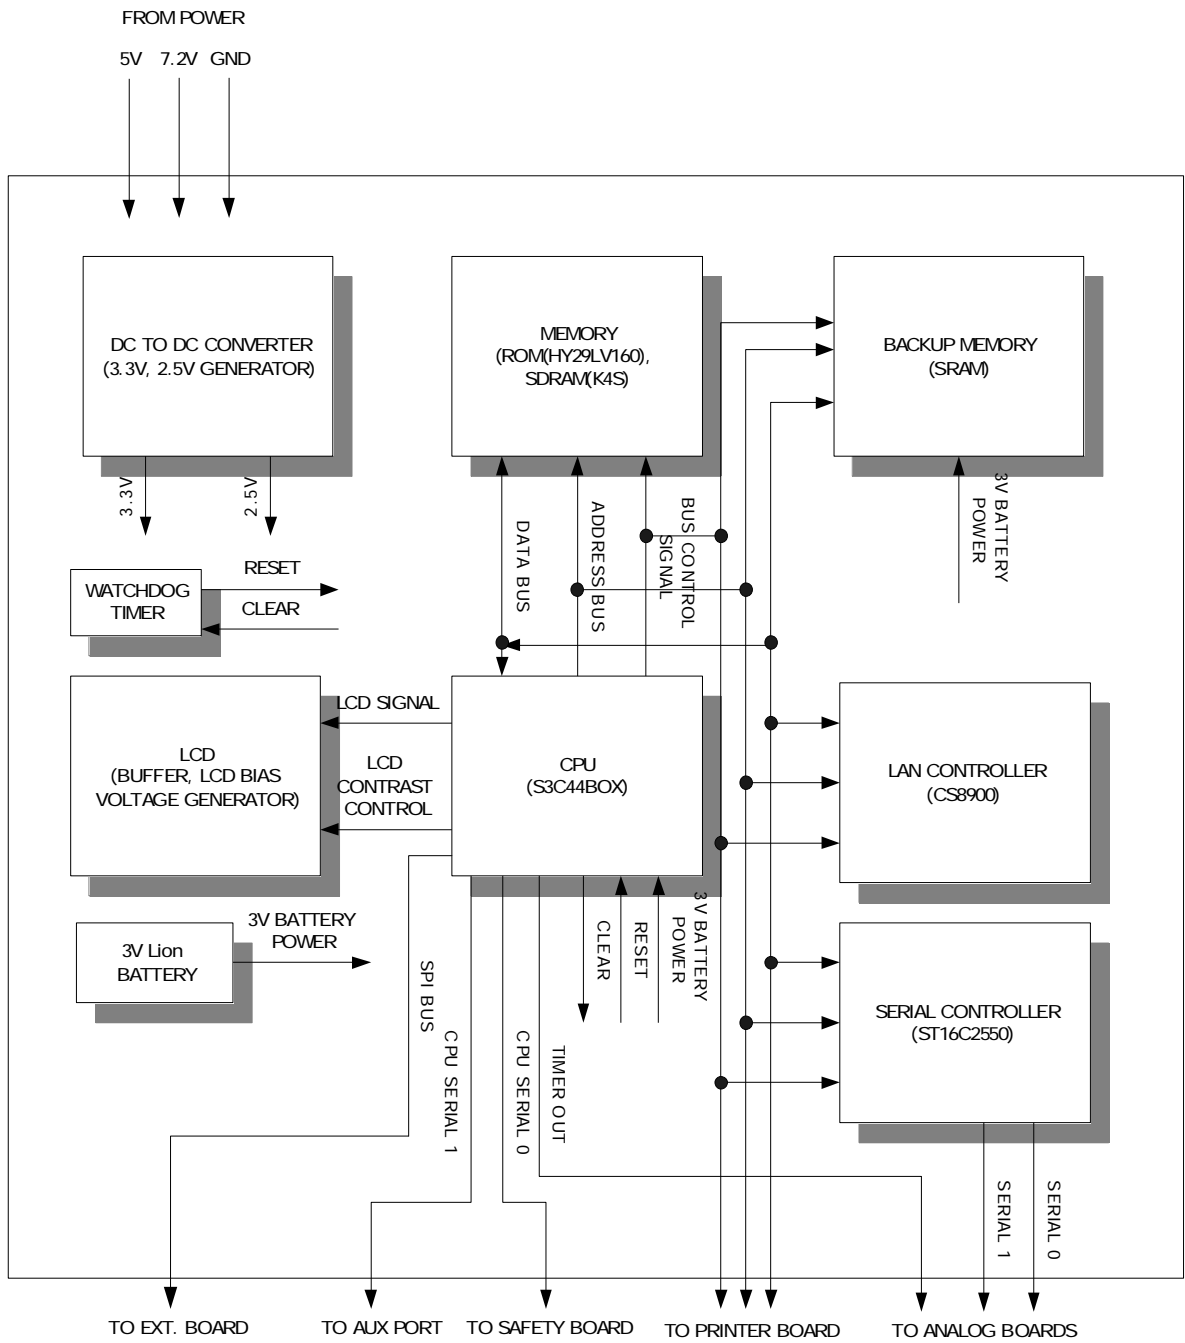 FROM POWER
5V 7.2V GND
DC TO DC CONVERTER
(3.3V, 2.5V GENERATOR)
MEMORY
(ROM(HY29LV160),
SDRAM(K4S)
BACKUP MEMORY
(SRAM)
3.3V
2.5V
DATA BUS
ADDRESS BUS
BUS CONTROL
SIGNAL
3V BATTERY
POWER
WATCHDOG
TIMER
RESET
CLEAR
LCD
(BUFFER, LCD BIAS
VOLTAGE GENERATOR)
LCD SIGNAL
LCD
CONTRAST
CONTROL
CPU
(S3C44BOX)
LAN CONTROLLER
(CS8900)
3V Lion
BATTERY
3V BATTERY
POWER
SPI BUS
CPU SERIAL 1
CPU SERIAL 0
TIMER OUT
CLEAR
RESET
3V BATTERY
POWER
SERIAL CONTROLLER
(ST16C2550)
SERIAL 1
SERIAL 0
TO EXT. BOARD
TO AUX PORT
TO SAFETY BOARD
TO PRINTER BOARD
TO ANALOG BOARDS